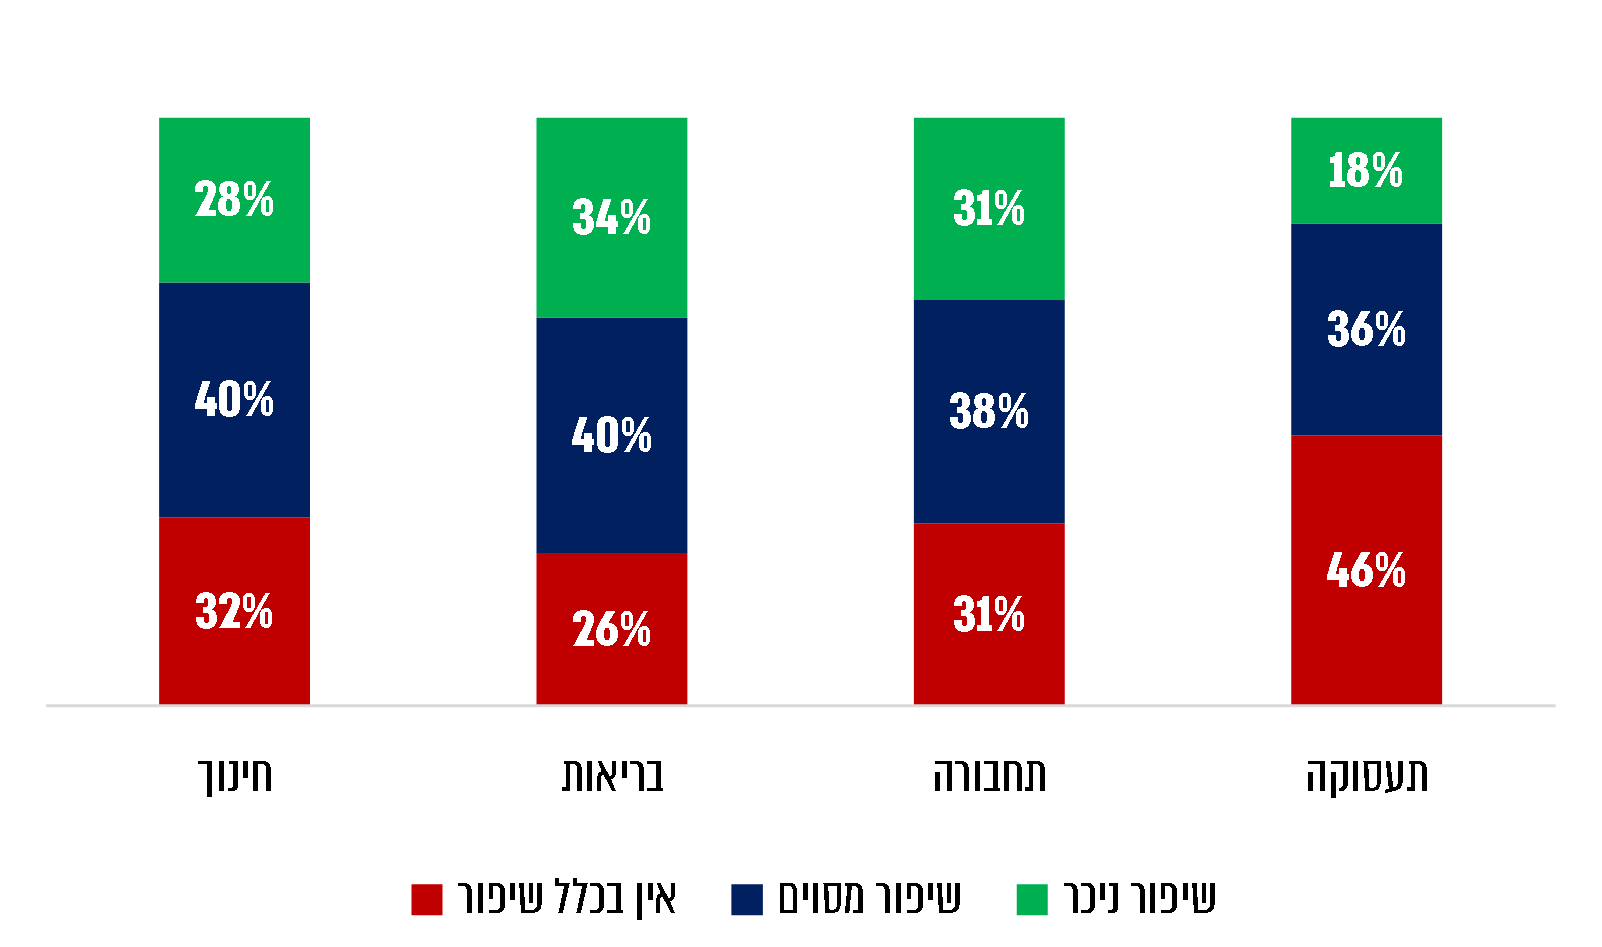 28% 34% 31% 18%
40% 40% 38% 36%
32% 26% 31% 46%
חינוך בריאות תחבורה תעסוקה
אין בכלל שיפור שיפור מסוים שיפור ניכר